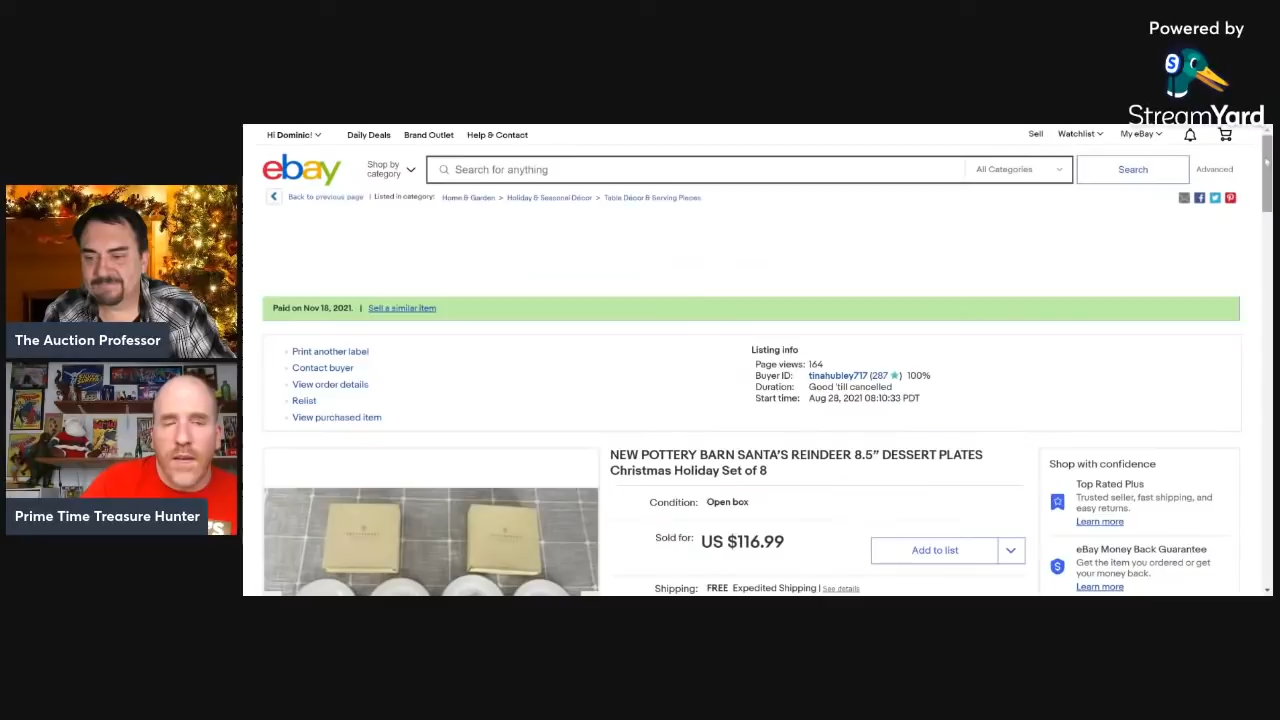 Powered by
StreamYard
Hi Dominic!
Daily Deals
Brand Outlet
Help & Contact
Sell
Watchlist
My eBay
ebay
Shop by
category
Search for anything
All Categories
Search
Advanced
Back to previous page | Listed in category: Home & Garden > Holiday & Seasonal Décor > Table Décor & Serving Pieces
Paid on Nov 18, 2021. | Sell a similar item
Print another label
Contact buyer
View order details
Relist
View purchased item
Listing info
Page views: 164
Buyer ID: tinahubley717 (287 ) 100%
Duration: Good 'till cancelled
Start time: Aug 28, 2021 08:10:33 PDT
NEW POTTERY BARN SANTA'S REINDEER 8.5” DESSERT PLATES
Christmas Holiday Set of 8
Condition: Open box
Sold for: US $116.99
Add to list
Shipping: FREE Expedited Shipping | See details
Shop with confidence
Top Rated Plus
Trusted seller, fast shipping, and
easy returns.
Learn more
eBay Money Back Guarantee
Get the item you ordered or get
your money back.
Learn more
The Auction Professor
Prime Time Treasure Hunter